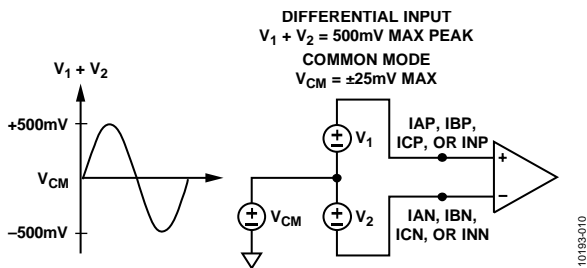 DIFFERENTIAL INPUT
V1 + V2 = 500mV MAX PEAK
COMMON MODE
VCM = ±25mV MAX
V1 + V2
+500mV
VCM
–500mV
V1
VCM
V2
IAP, IBP,
ICP, OR INP
+
–
IAN, IBN,
ICN, OR INN
10193-010